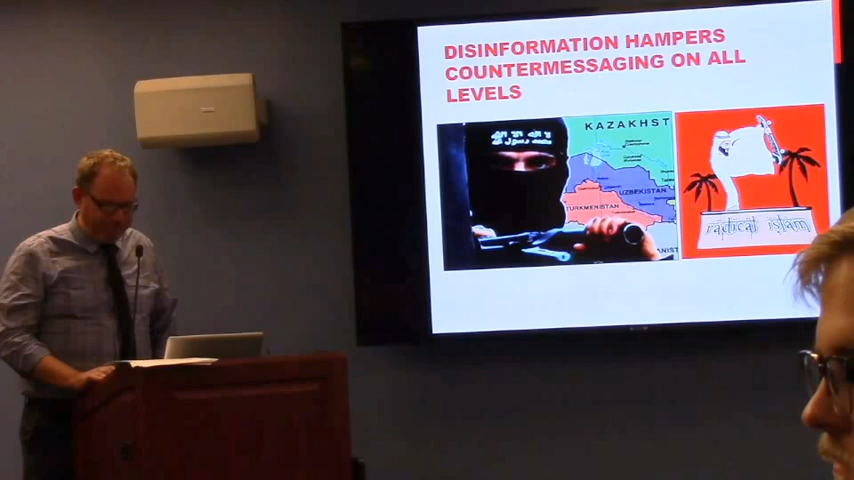 DISINFORMATION HAMPERS
COUNTERMESSAGING ON ALL
LEVELS
KAZAKHST
UZBEKISTAN
TURKMENISTAN
radical islam